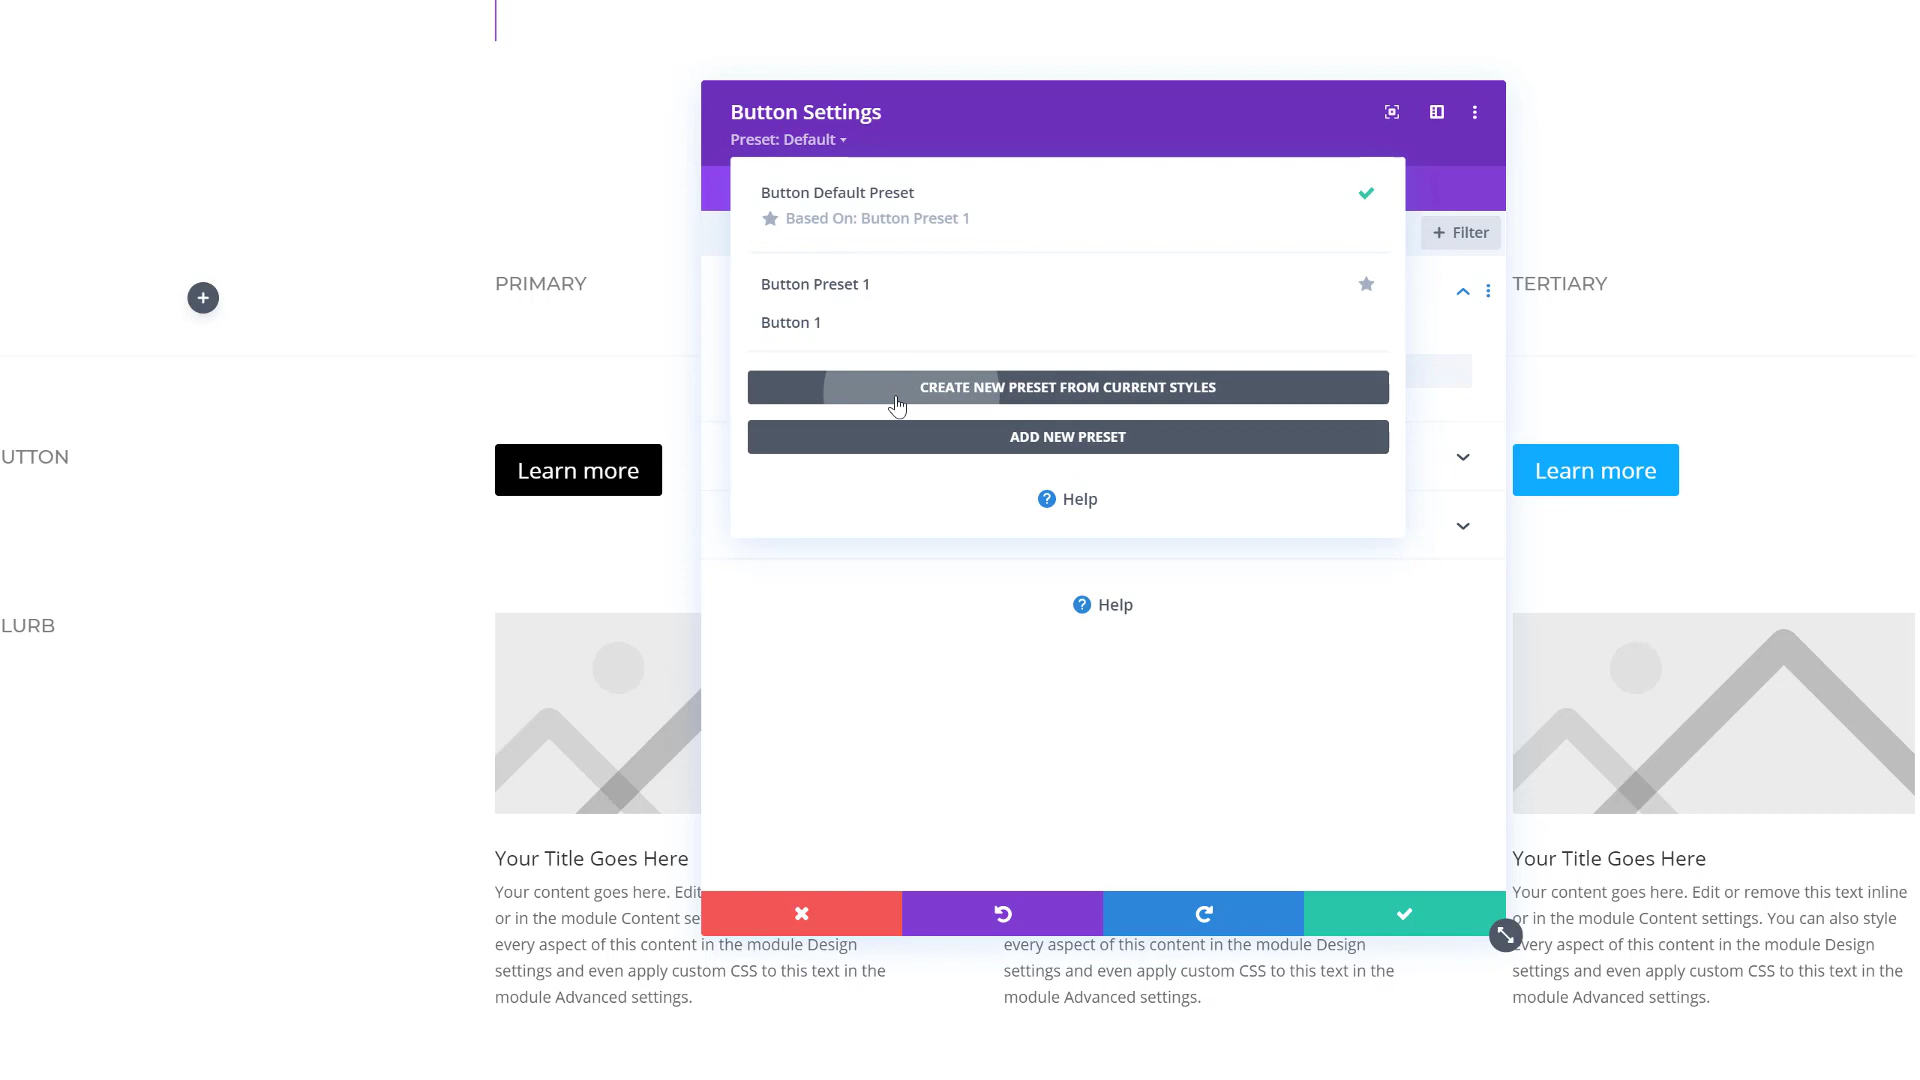 Button Settings
Preset: Default
Button Default Preset
Based On: Button Preset 1
+ Filter
PRIMARY
Button Preset 1
TERTIARY
Button 1
CREATE NEW PRESET FROM CURRENT STYLES
ADD NEW PRESET
UTTON
Learn more
Learn more
? Help
? Help
LURB
Your Title Goes Here
Your content goes here. Edit
or in the module Content se
every aspect of this content in the module Design
settings and even apply custom CSS to this text in the
module Advanced settings.
every aspect of this content in the module Design
settings and even apply custom CSS to this text in the
module Advanced settings.
Your Title Goes Here
Your content goes here. Edit or remove this text inline
or in the module Content settings. You can also style
every aspect of this content in the module Design
settings and even apply custom CSS to this text in the
module Advanced settings.